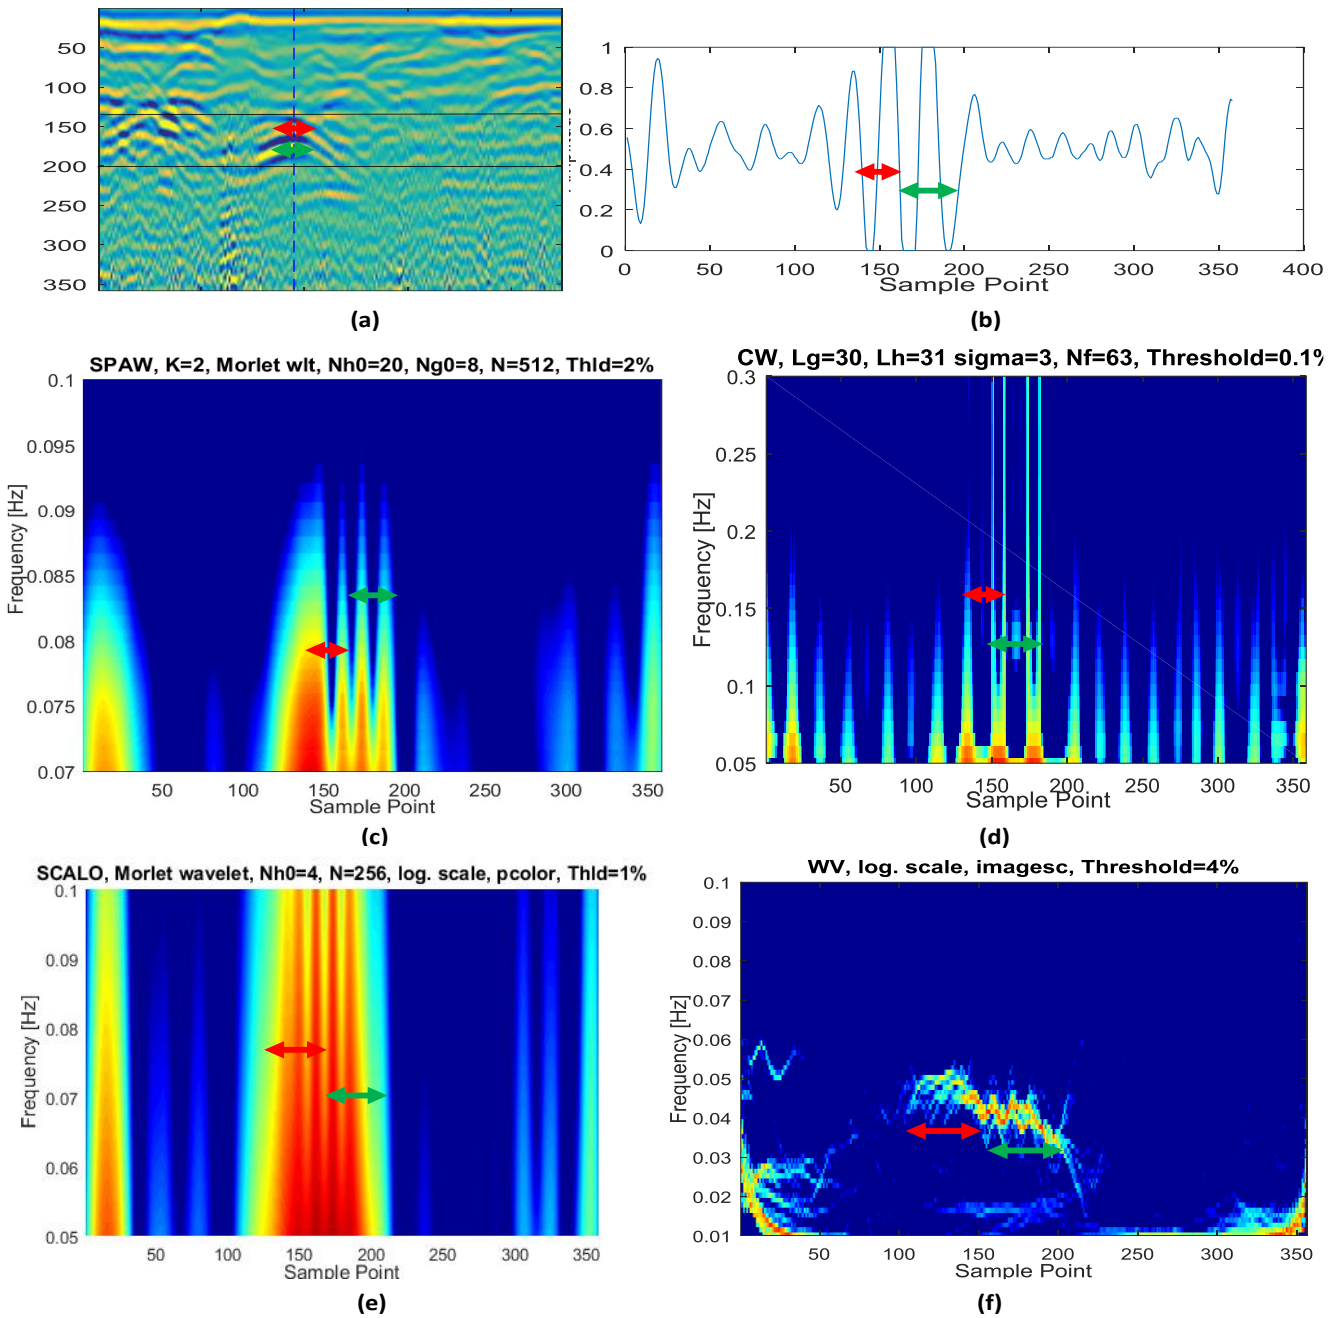 50
100
150
200
250
300
350
(a)
1
0.8
0.6
0.4
0.2
0
0 50 100 150 200 250 300 350 400
Sample Point
(b)
SPAW, K=2, Morlet wlt, Nh0=20, Ng0=8, N=512, Thld=2%
0.1
0.095
0.09
0.085
0.08
0.075
0.07
Frequency [Hz]
50 100 150 200 250 300 350
Sample Point
(c)
CW, Lg=30, Lh=31 sigma=3, Nf=63, Threshold=0.1%
0.3
0.25
0.2
0.15
0.1
0.05
Frequency [Hz]
50 100 150 200 250 300 350
Sample Point
(d)
SCALO, Morlet wavelet, Nh0=4, N=256, log. scale, pcolor, Thld=1%
0.1
0.09
0.08
0.07
0.06
0.05
Frequency [Hz]
50 100 150 200 250 300 350
Sample Point
(e)
WV, log. scale, imagesc, Threshold=4%
0.1
0.09
0.08
0.07
0.06
0.05
0.04
0.03
0.02
0.01
Frequency [Hz]
50 100 150 200 250 300 350
Sample Point
(f)